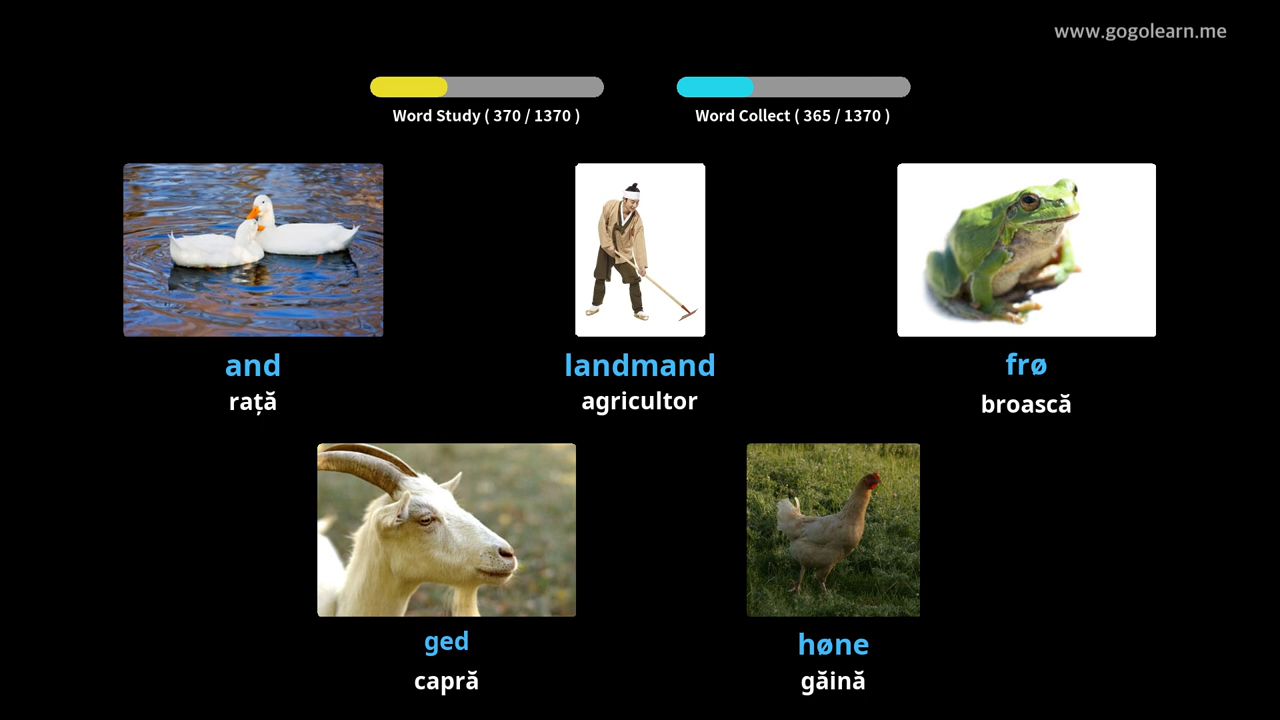 www.gogolearn.me
Word Study ( 370 / 1370 )
Word Collect ( 365 / 1370 )
and
rață
landmand
agricultor
frø
broască
ged
capră
høne
găină